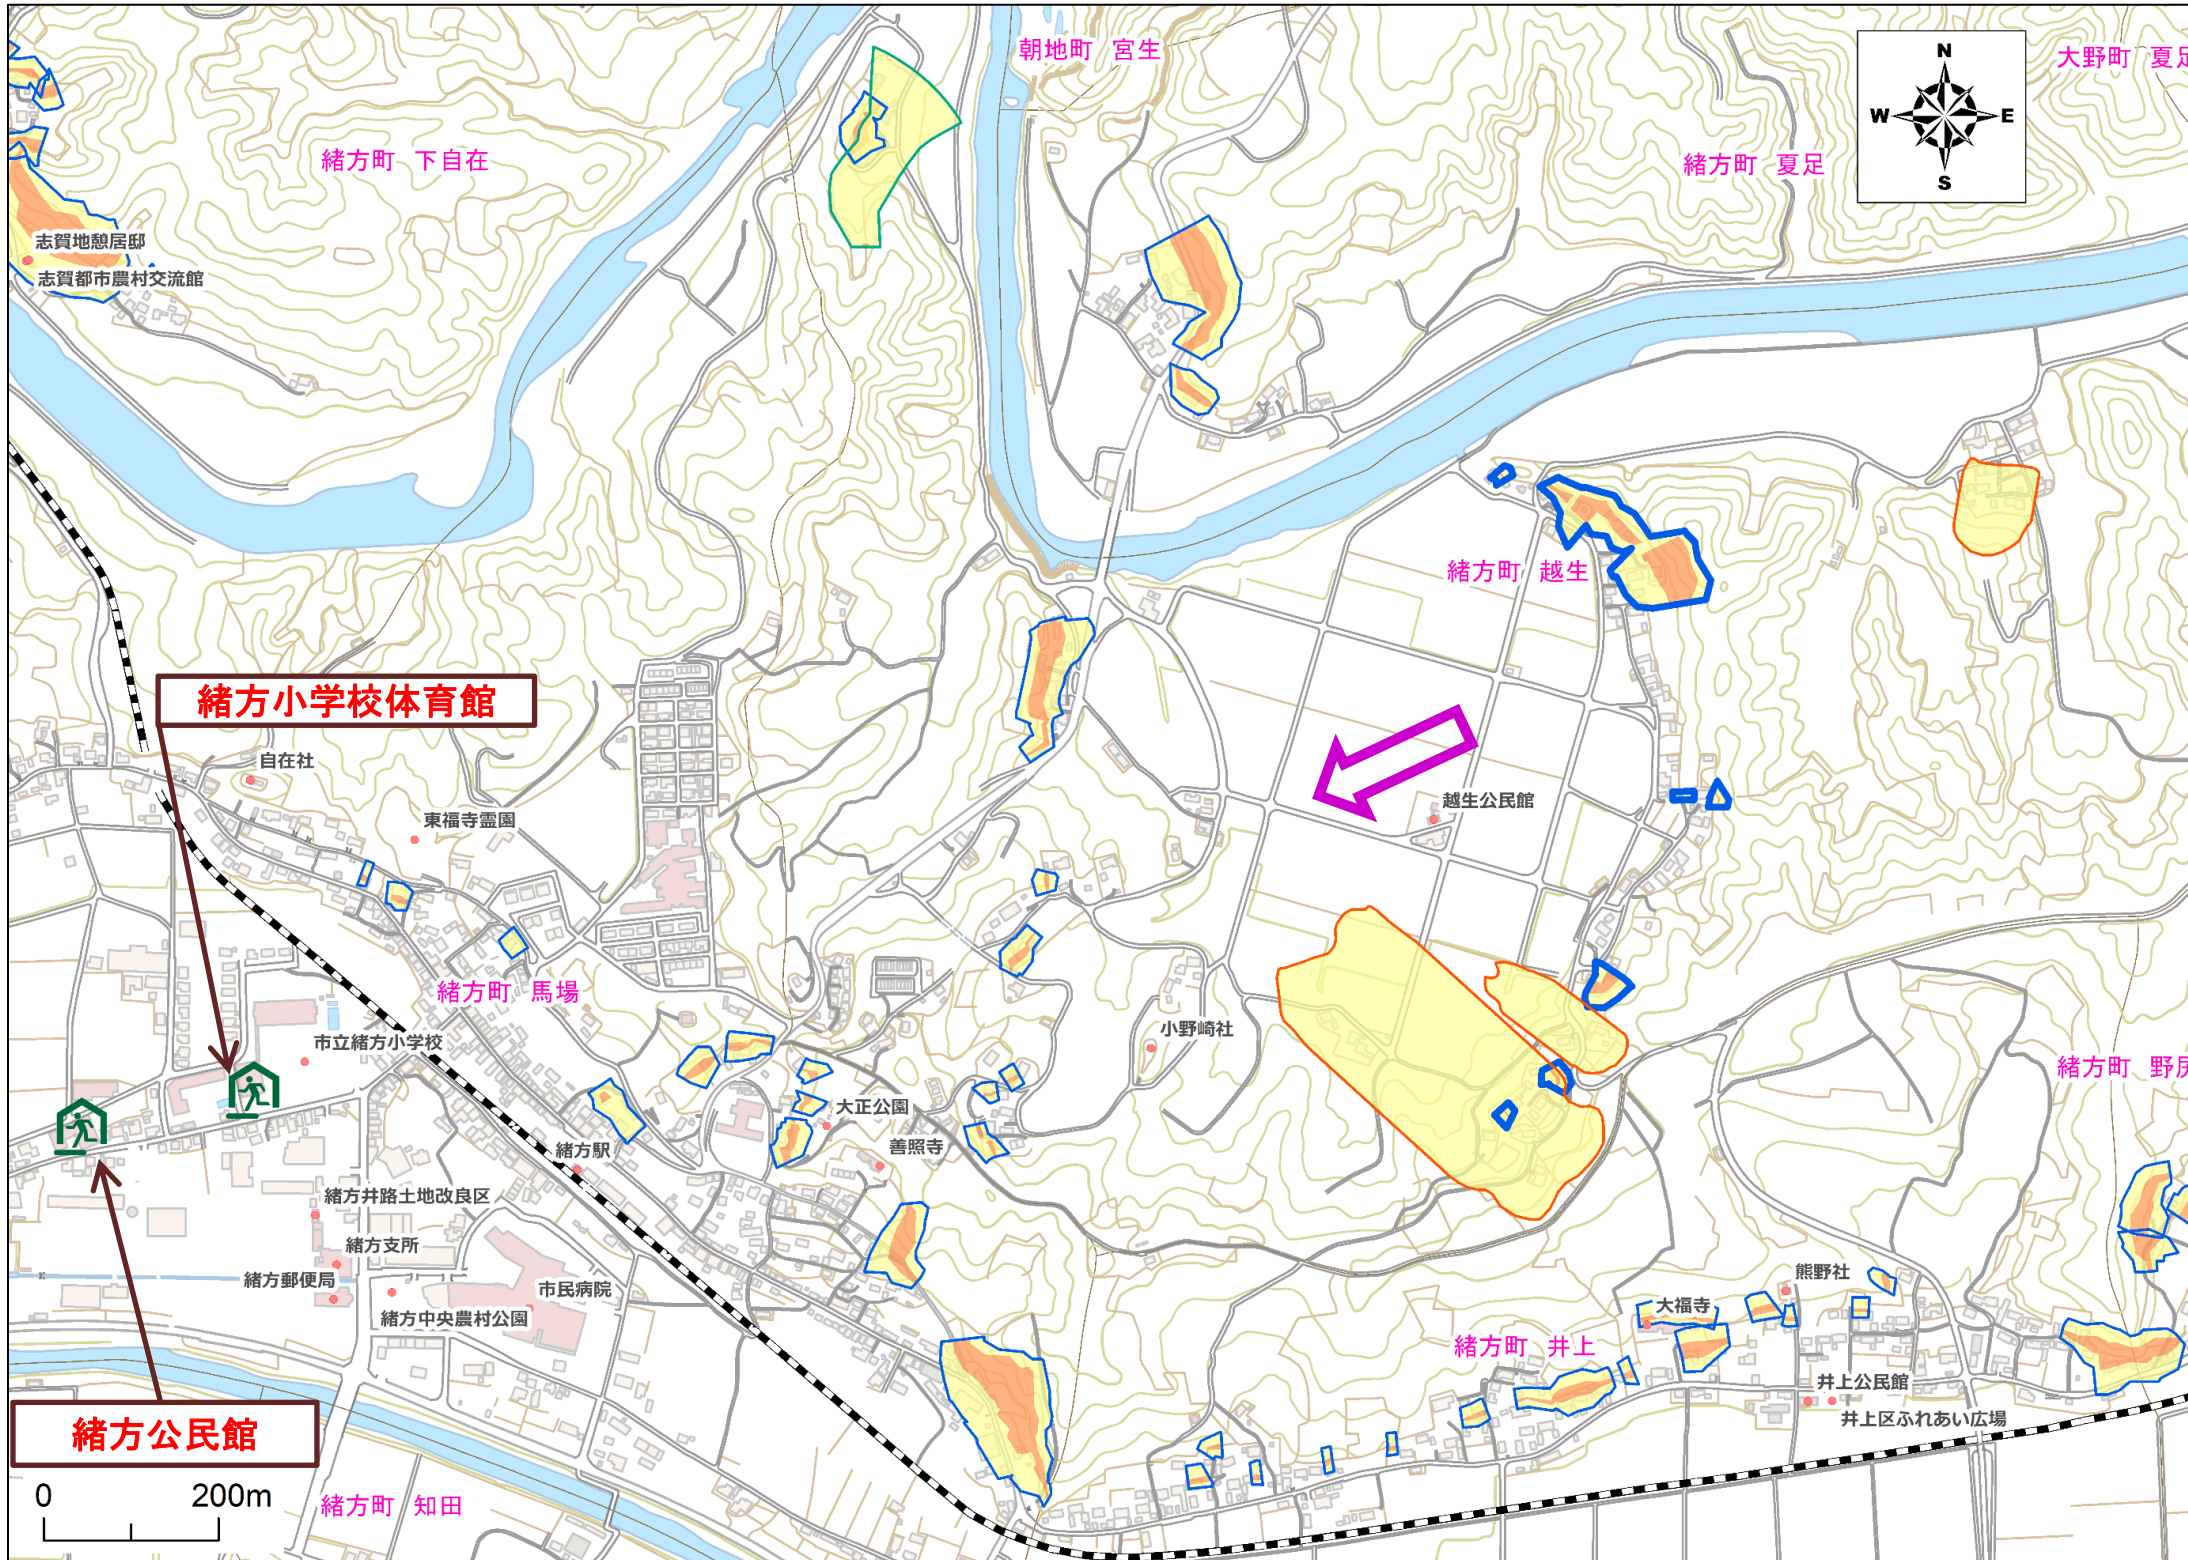 朝地町 宮生
大野町 夏足
N
W
E
S
緒方町 下自在
緒方町 夏足
志賀地憩居邸
志賀都市農村交流館
緒方町 越生
緒方小学校体育館
自在社
東福寺霊園
越生公民館
緒方町 馬場
市立緒方小学校
小野崎社
緒方町 野尻
大正公園
善照寺
緒方駅
緒方井路土地改良区
緒方支所
緒方郵便局
市民病院
緒方中央農村公園
熊野社
大福寺
緒方町 井上
井上公民館
井上区ふれあい広場
緒方公民館
0
200m
緒方町 知田